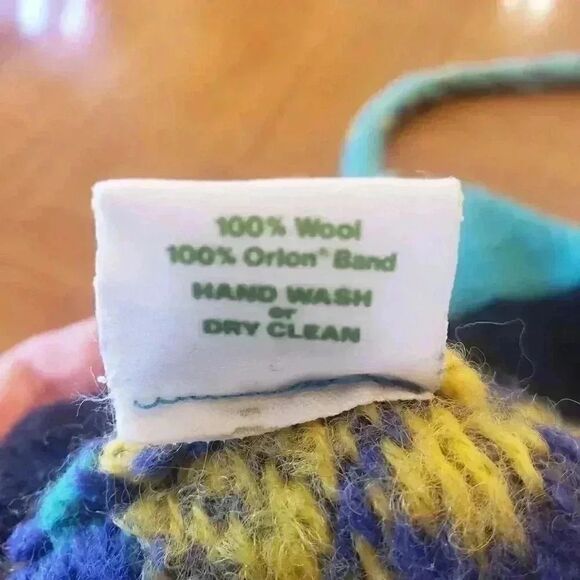 100% Wool
100% Orlon® Band
HAND WASH
or
DRY CLEAN